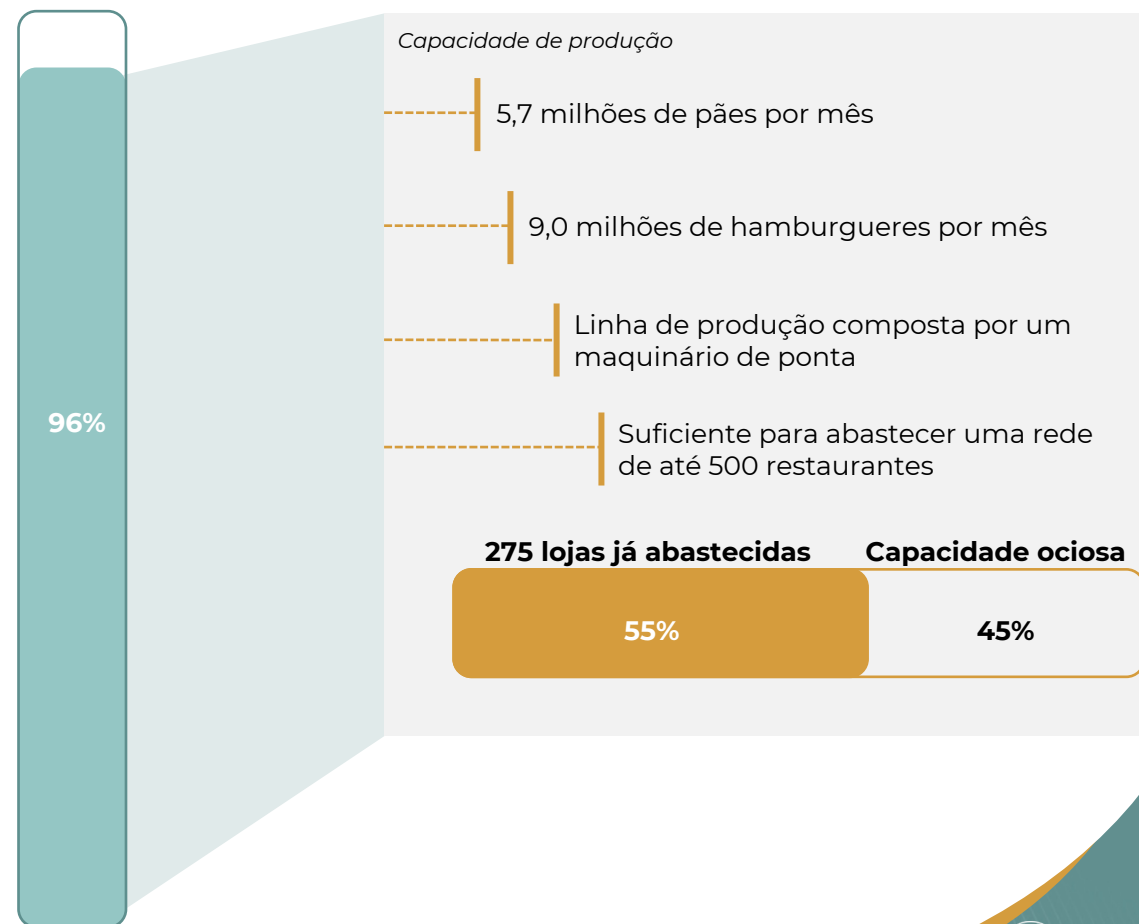 Capacidade de produção
5,7 milhões de pães por mês
9,0 milhões de hamburgueres por mês
Linha de produção composta por um
maquinário de ponta
96%
Suficiente para abastecer uma rede
de até 500 restaurantes
275 lojas já abastecidas
Capacidade ociosa
55%
45%